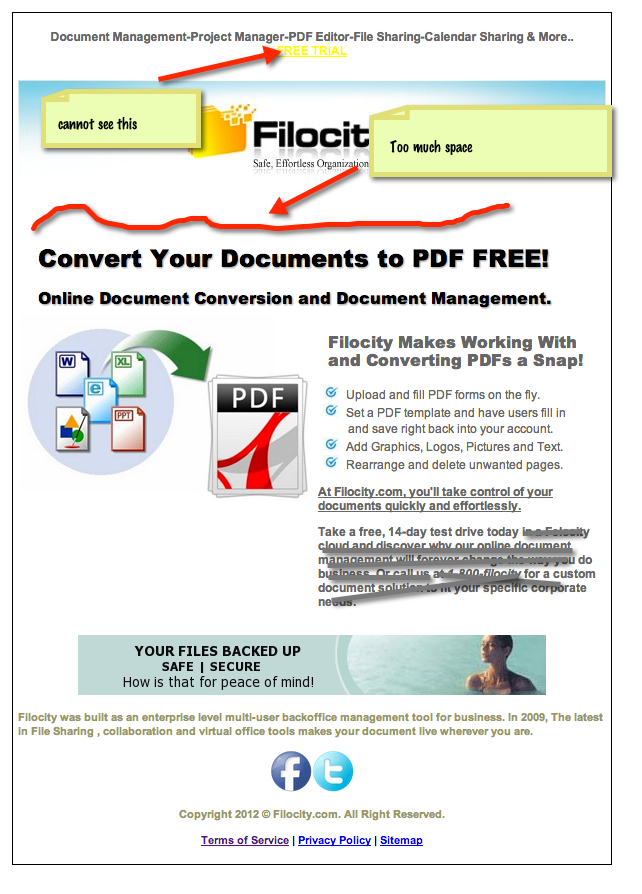 Document Management-Project Manager-PDF Editor-File Sharing-Calendar Sharing & More..
FREE TRIAL
cannot see this
Too much space
Filocit
Safe, Effortless Organization
Convert Your Documents to PDF FREE!
Online Document Conversion and Document Management.
W
XL
e
PPT
PDF
Filocity Makes Working With
and Converting PDFs a Snap!
Upload and fill PDF forms on the fly.
Set a PDF template and have users fill in
and save right back into your account.
Add Graphics, Logos, Pictures and Text.
Rearrange and delete unwanted pages.
At Filocity.com, you'll take control of your
documents quickly and effortlessly.
Take a free, 14-day test drive today in a Felocity
cloud and discover why our online document
management will forever change the way you do
business. Or call us at 1-800-filocity for a custom
document solution to fit your specific corporate
needs.
YOUR FILES BACKED UP
SAFE | SECURE
How is that for peace of mind!
Filocity was built as an enterprise level multi-user backoffice management tool for business. In 2009, The latest
in File Sharing , collaboration and virtual office tools makes your document live wherever you are.
f t
Copyright 2012 © Filocity.com. All Right Reserved.
Terms of Service | Privacy Policy | Sitemap